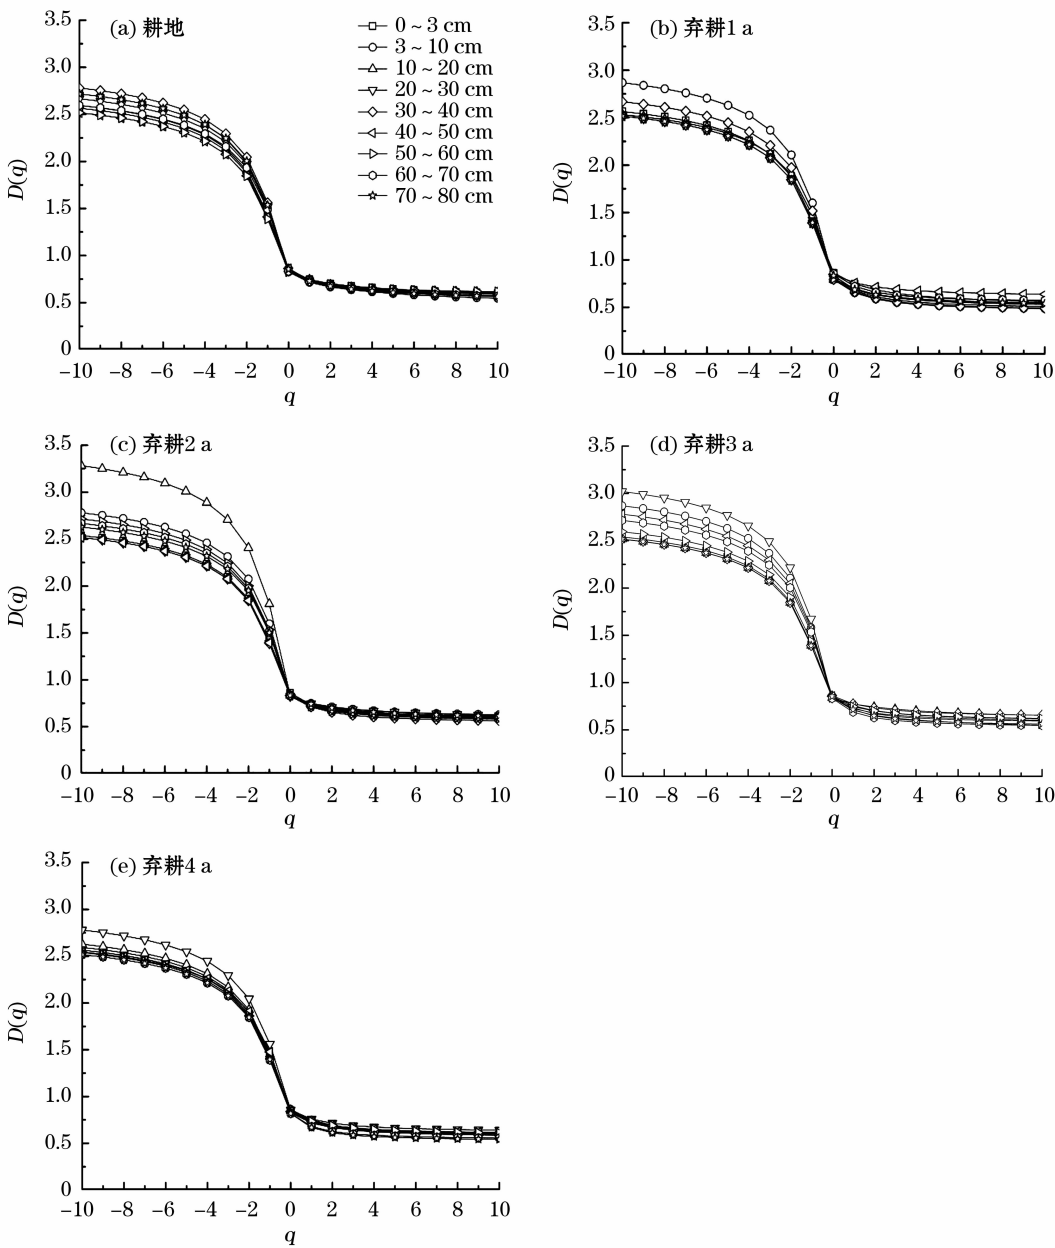 (a) 耕地
0 ~ 3 cm
3 ~ 10 cm
10 ~ 20 cm
20 ~ 30 cm
30 ~ 40 cm
40 ~ 50 cm
50 ~ 60 cm
60 ~ 70 cm
70 ~ 80 cm
3.5
3.0
2.5
2.0
1.5
1.0
0.5
0
D(q)
−10 −8 −6 −4 −2 0 2 4 6 8 10
q
(b) 弃耕1 a
3.5
3.0
2.5
2.0
1.5
1.0
0.5
0
D(q)
−10 −8 −6 −4 −2 0 2 4 6 8 10
q
(c) 弃耕2 a
3.5
3.0
2.5
2.0
1.5
1.0
0.5
0
D(q)
−10 −8 −6 −4 −2 0 2 4 6 8 10
q
(d) 弃耕3 a
3.5
3.0
2.5
2.0
1.5
1.0
0.5
0
D(q)
−10 −8 −6 −4 −2 0 2 4 6 8 10
q
(e) 弃耕4 a
3.5
3.0
2.5
2.0
1.5
1.0
0.5
0
D(q)
−10 −8 −6 −4 −2 0 2 4 6 8 10
q